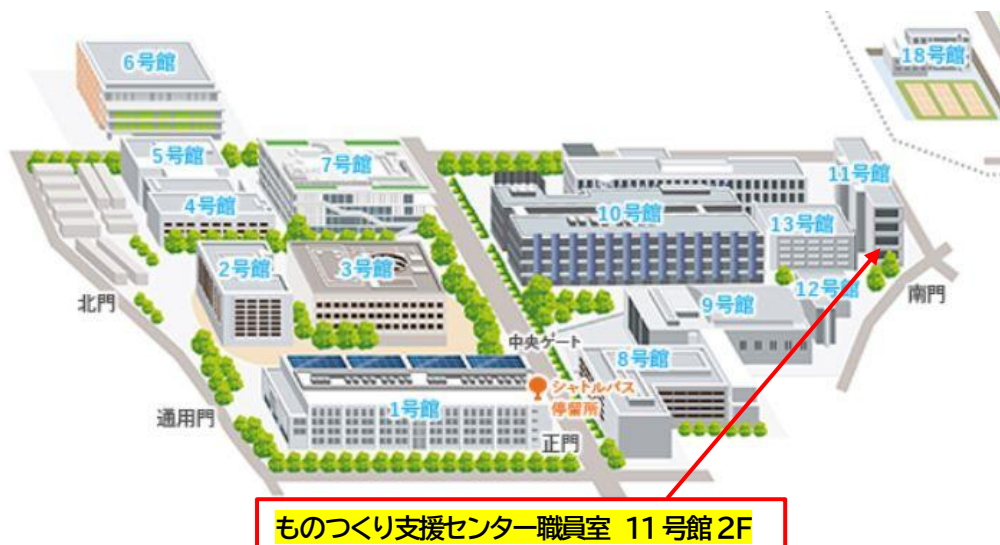 6号館
18号館
5号館
7号館
11号館
4号館
10号館
13号館
2号館
3号館
北門
9号館
12号館
南門
中央ゲート
8号館
シャトルバス
停留所
1号館
通用門
正門
ものつくり支援センター職員室 11号館2F